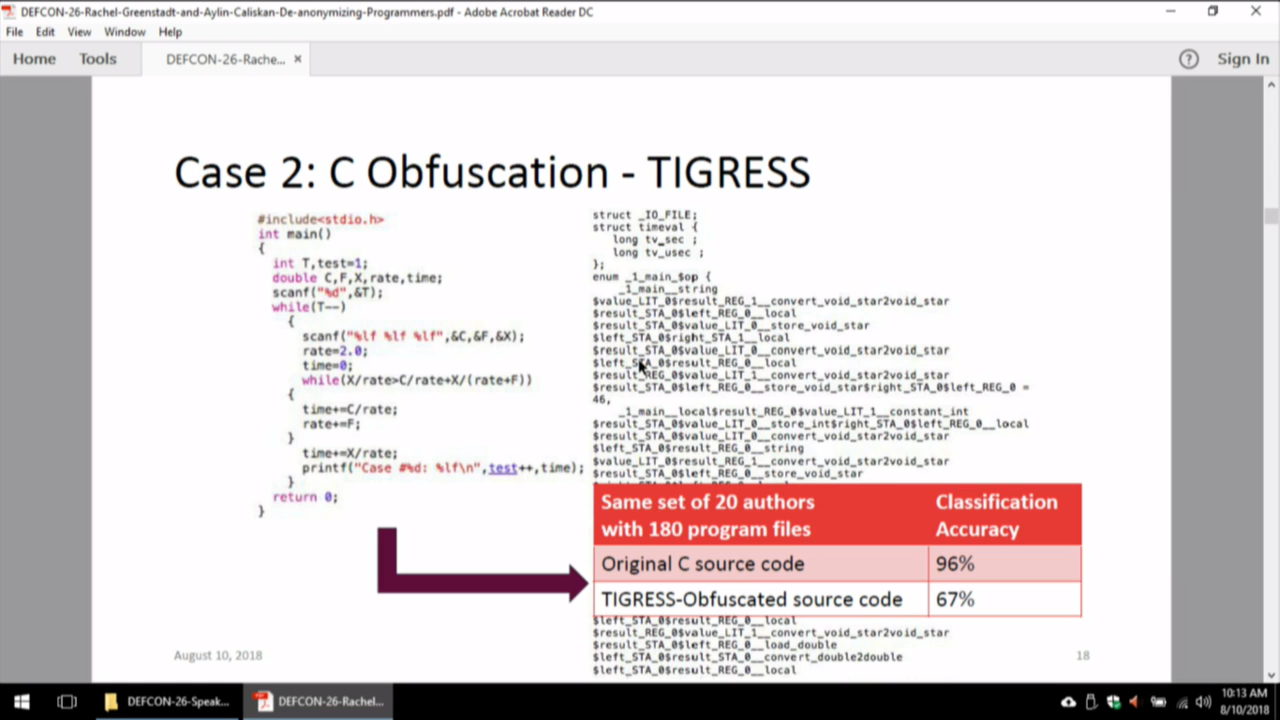 DEFCON-26-Rachel-Greenstadt-and-Aylin-Caliskan-De-anonymizing-Programmers.pdf - Adobe Acrobat Reader DC
File Edit View Window Help
Home Tools DEFCON-26-Rache... × ? Sign In
Case 2: C Obfuscation - TIGRESS
#include<stdio.h>
int main()
{
int T,test=1;
double C,F,X,rate,time;
scanf("%d",&T);
while(T--)
{
scanf("%lf %lf %lf",&C,&F,&X);
rate=2.0;
time=0;
while(X/rate>C/rate+X/(rate+F))
{
time+=C/rate;
rate+=F;
}
time+=X/rate;
printf("Case #%d: %lf\n",test++,time);
}
return 0;
}
struct _IO_FILE;
struct timeval {
long tv_sec ;
long tv_usec ;
};
enum _1_main_$op {
_1_main__string
$value_LIT_0$result_REG_1__convert_void_star2void_star
$result_STA_0$left_REG_0__local
$result_STA_0$value_LIT_0__store_void_star
$left_STA_0$right_STA_1__local
$result_STA_0$value_LIT_0__convert_void_star2void_star
$left_STA_0$result_REG_0__local
$result_REG_0$value_LIT_1__convert_void_star2void_star
$result_STA_0$left_REG_0__store_void_star$right_STA_0$left_REG_0 =
46,
_1_main__local$result_REG_0$value_LIT_1__constant_int
$result_STA_0$value_LIT_0__store_int$right_STA_0$left_REG_0__local
$result_STA_0$value_LIT_0__convert_void_star2void_star
$left_STA_0$result_REG_0__string
$value_LIT_0$result_REG_1__convert_void_star2void_star
$result_STA_0$value_LIT_0__store_void_star
Same set of 20 authors
with 180 program files
Classification
Accuracy
Original C source code 96%
TIGRESS-Obfuscated source code 67%
$left_STA_0$result_REG_0__local
$result_REG_0$value_LIT_1__convert_void_star2void_star
$result_STA_0$left_REG_0__load_double
$left_STA_0$result_STA_0__convert_double2double
$left_STA_0$result_REG_0__local
August 10, 2018
18
DEFCON-26-Speak...
DEFCON-26-Rachel...
10:13 AM
8/10/2018